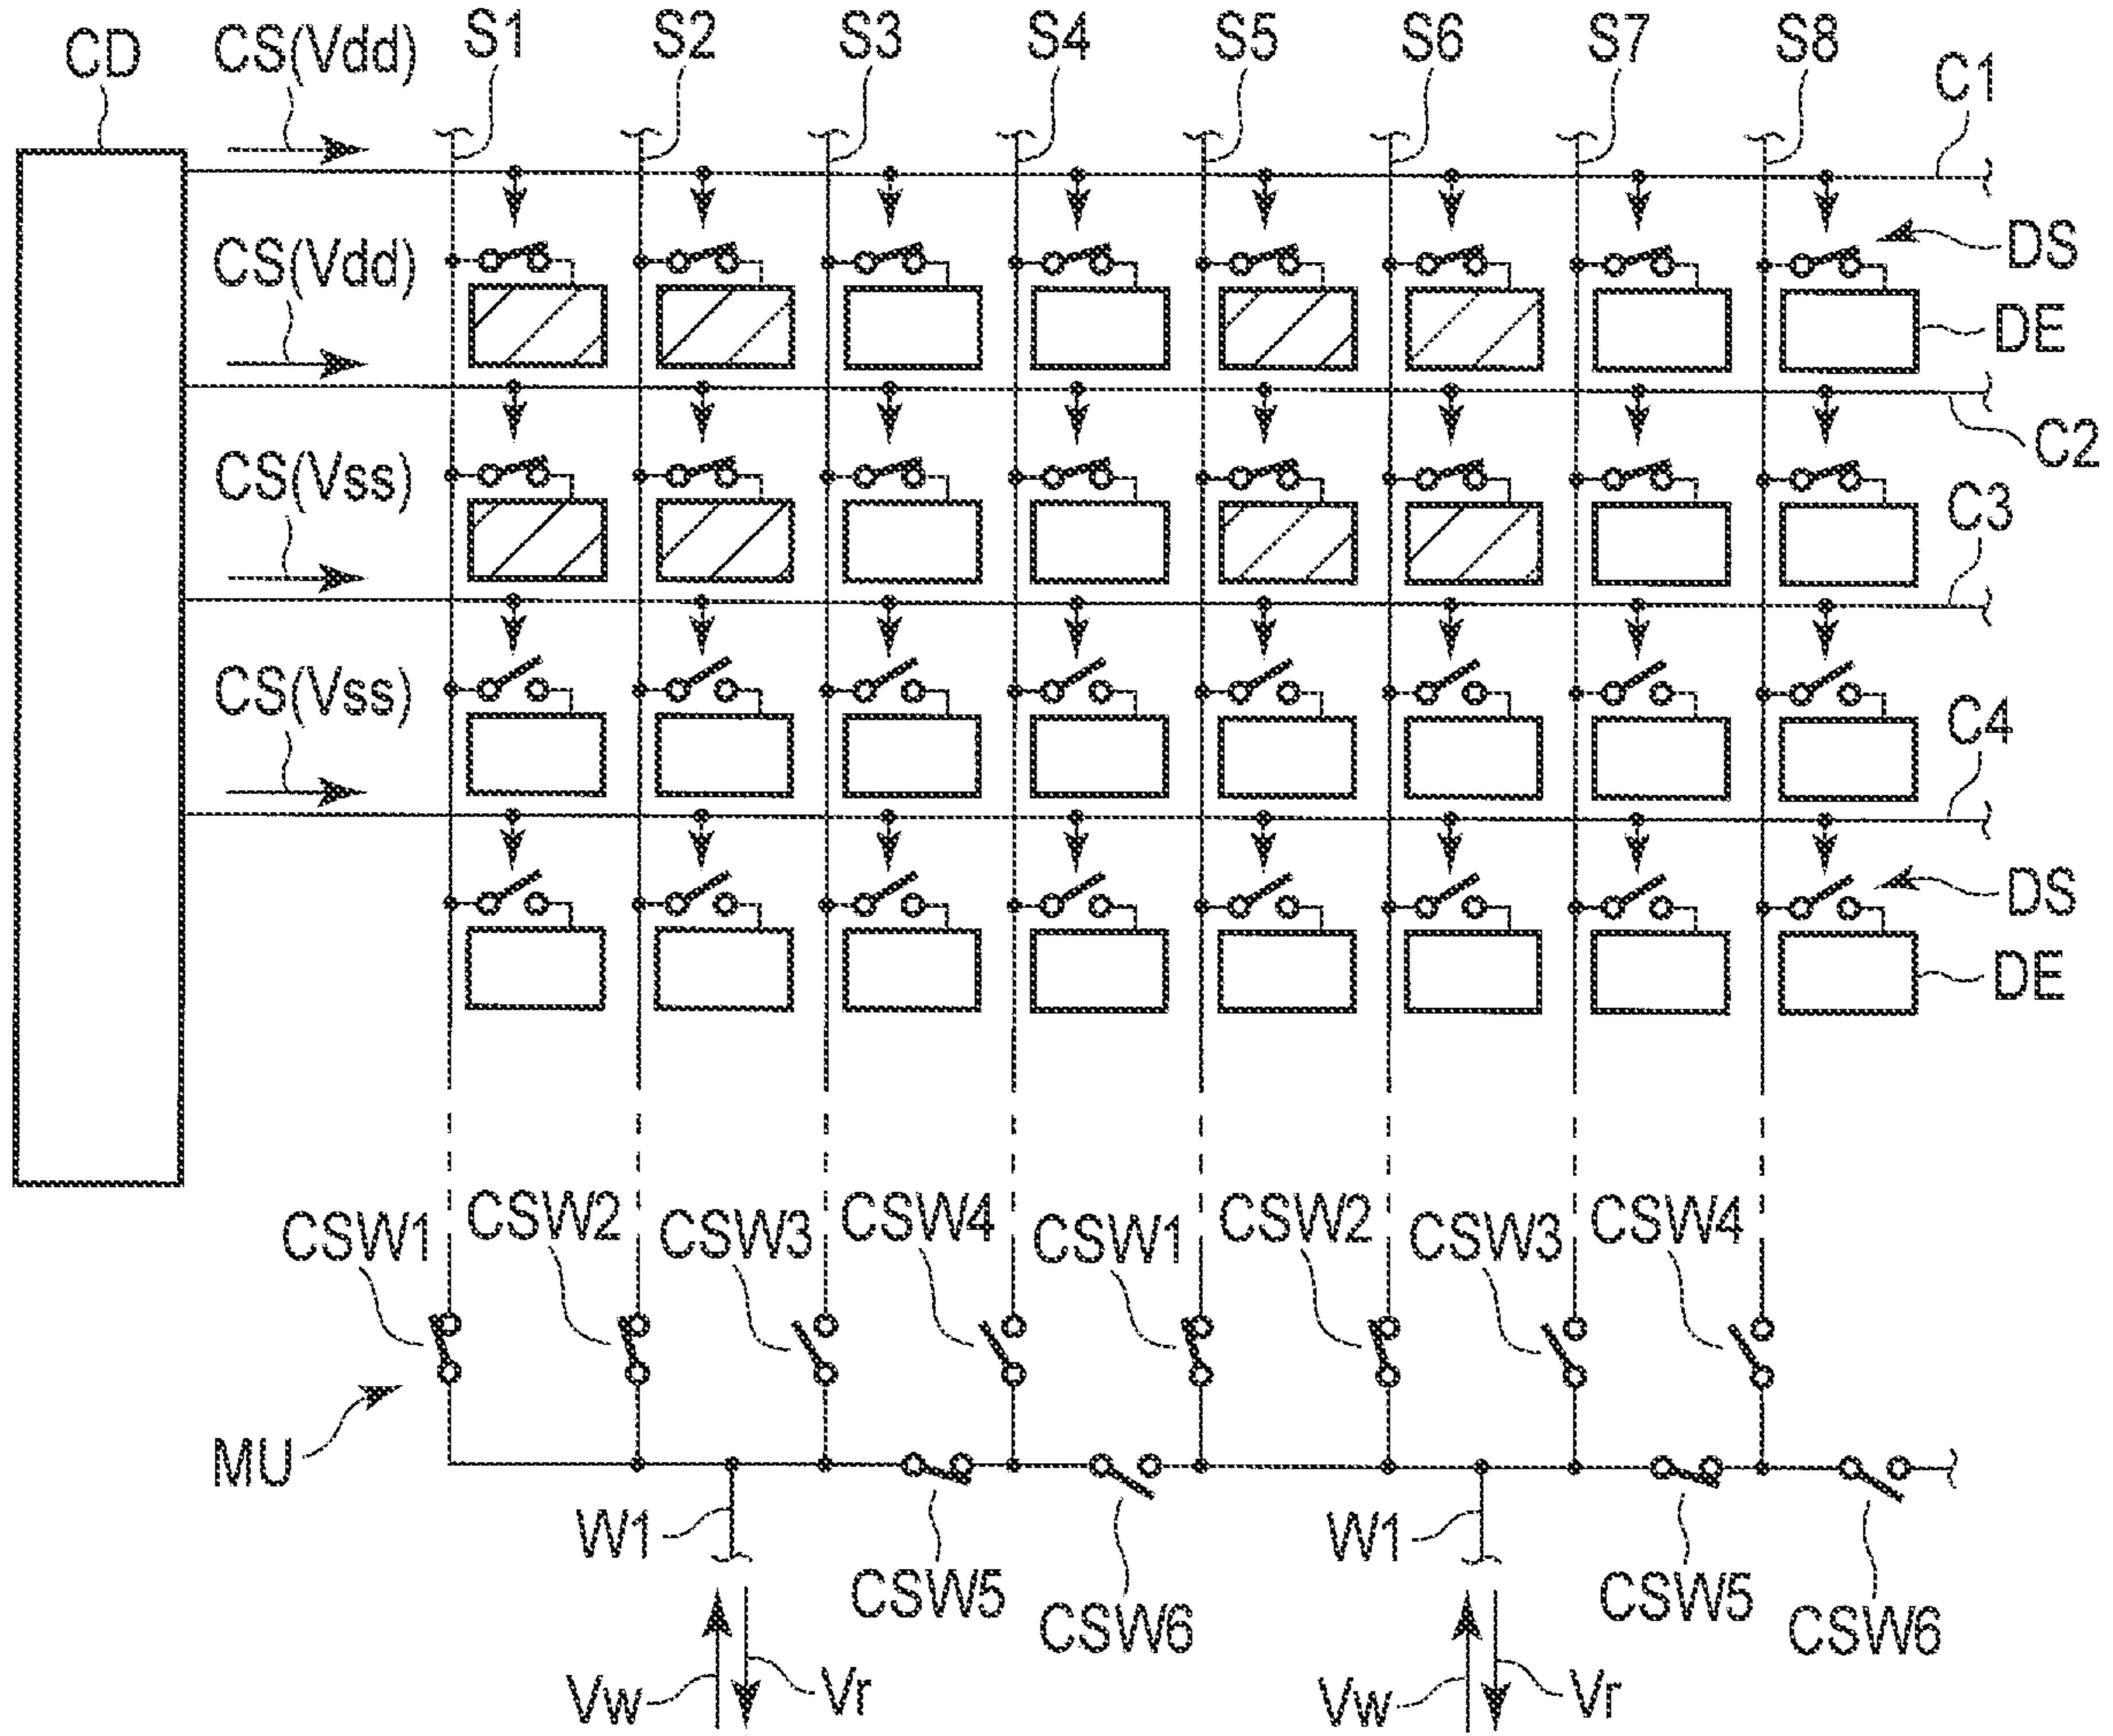 CD CS(Vdd) S1 S2 S3 S4 S5 S6 S7 S8 C1
CS(Vdd) DS
DE
CS(Vss) C2
C3
CS(Vss) C4
DS
DE
CSW1 CSW2 CSW3 CSW4 CSW1 CSW2 CSW3 CSW4
MU
W1 W1
CSW5 CSW6 CSW5 CSW6
Vw Vr Vw Vr